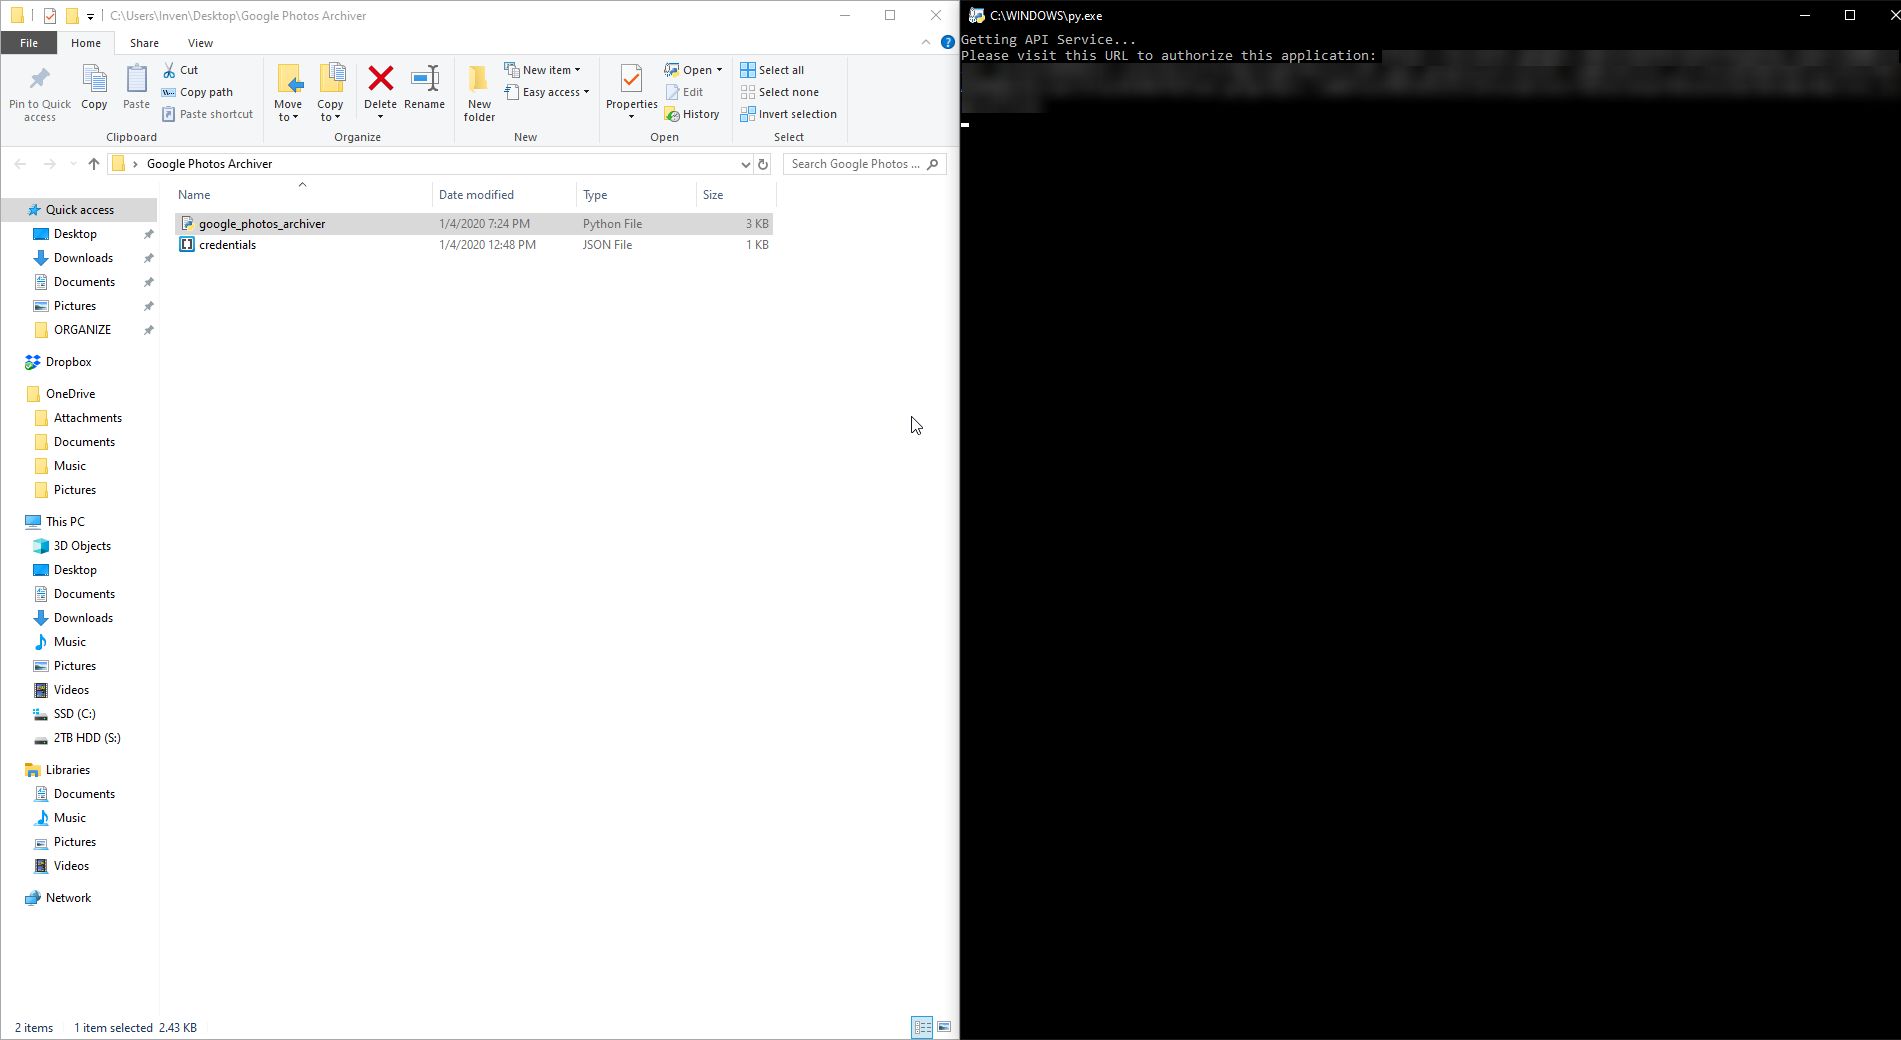 C:\Users\Inven\Desktop\Google Photos Archiver
File Home Share View
Pin to Quick access
Copy
Paste
Cut
Copy path
Paste shortcut
Clipboard
Move to
Copy to
Delete
Rename
Organize
New folder
New item
Easy access
New
Properties
Open
Edit
History
Open
Select all
Select none
Invert selection
Select
Google Photos Archiver
Search Google Photos ...
Name Date modified Type Size
google_photos_archiver 1/4/2020 7:24 PM Python File 3 KB
credentials 1/4/2020 12:48 PM JSON File 1 KB
Quick access
Desktop
Downloads
Documents
Pictures
ORGANIZE
Dropbox
OneDrive
Attachments
Documents
Music
Pictures
This PC
3D Objects
Desktop
Documents
Downloads
Music
Pictures
Videos
SSD (C:)
2TB HDD (S:)
Libraries
Documents
Music
Pictures
Videos
Network
2 items 1 item selected 2.43 KB
C:\WINDOWS\py.exe
Getting API Service...
Please visit this URL to authorize this application: